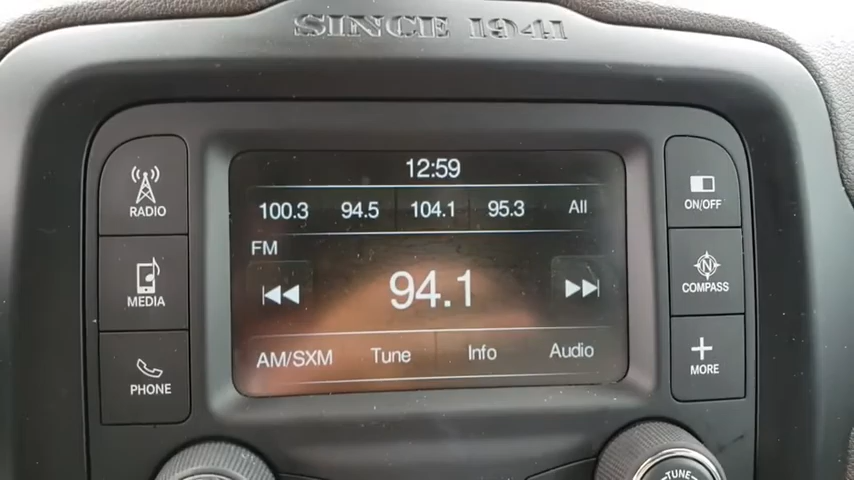 SINCE 1941
12:59
100.3 94.5 104.1 95.3 All
FM
94.1
AM/SXM Tune Info Audio
RADIO
MEDIA
PHONE
ON/OFF
N
COMPASS
MORE
TUNE